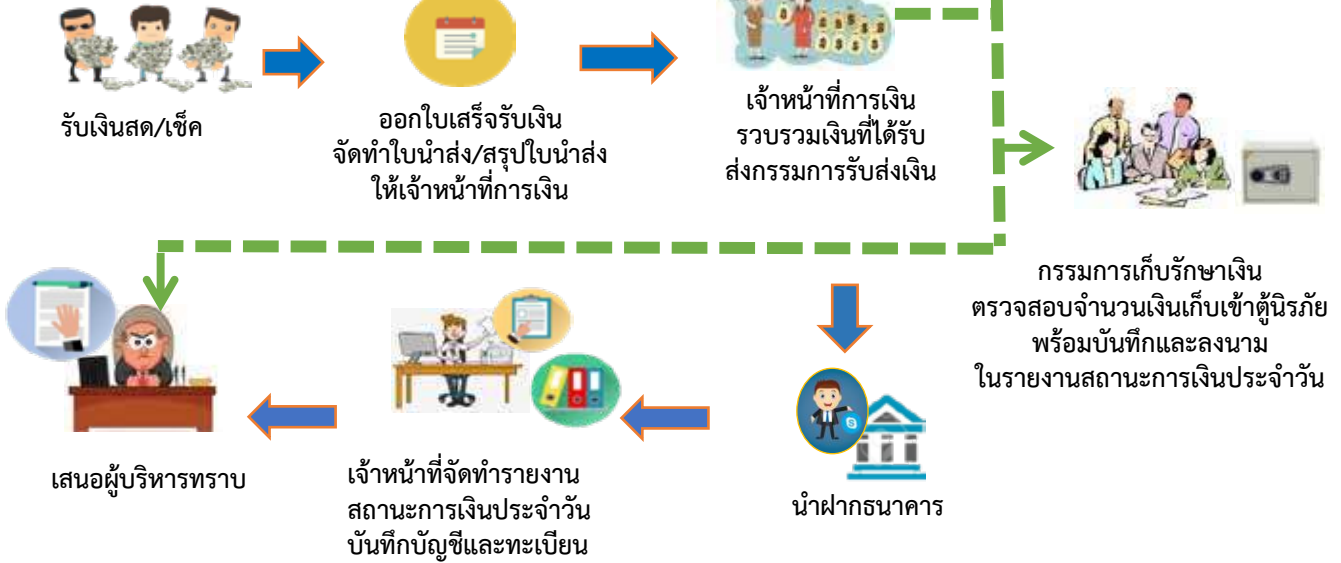 รับเงินสด/เช็ค
ออกใบเสร็จรับเงิน
จัดทำใบนำส่ง/สรุปใบนำส่ง
ให้เจ้าหน้าที่การเงิน
เจ้าหน้าที่การเงิน
รวบรวมเงินที่ได้รับ
ส่งกรรมการรับส่งเงิน
กรรมการเก็บรักษาเงิน
ตรวจสอบจำนวนเงินเก็บเข้าตู้นิรภัย
พร้อมบันทึกและลงนาม
ในรายงานสถานะการเงินประจำวัน
นำฝากธนาคาร
เจ้าหน้าที่จัดทำรายงาน
สถานะการเงินประจำวัน
บันทึกบัญชีและทะเบียน
เสนอผู้บริหารทราบ